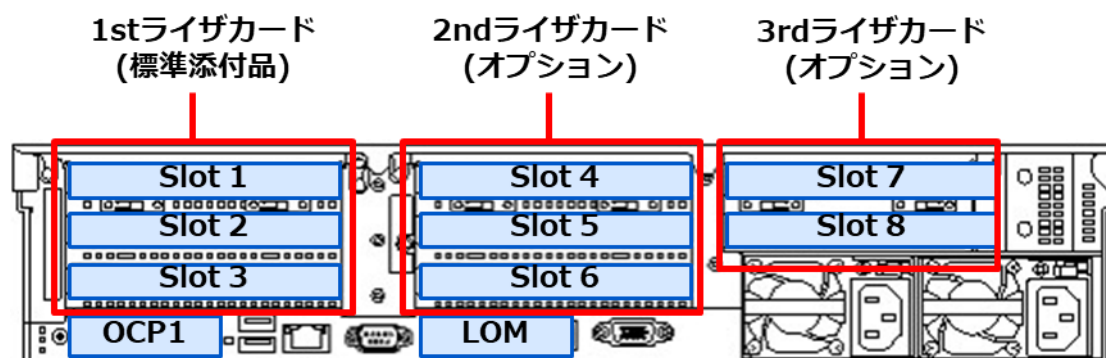 1stライザカード
(標準添付品)
2ndライザカード
(オプション)
3rdライザカード
(オプション)
Slot 1
Slot 2
Slot 3
OCP1
Slot 4
Slot 5
Slot 6
LOM
Slot 7
Slot 8